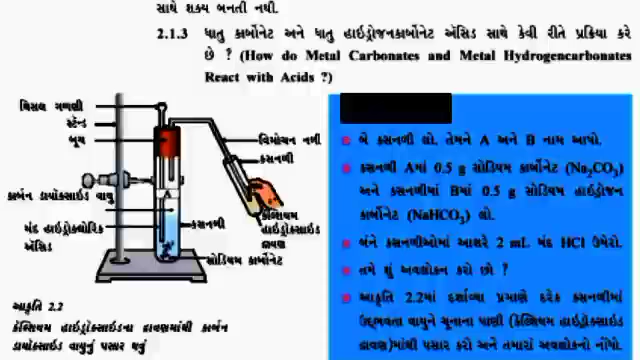 સાથે શક્ય બનતી નથી.
2.1.3 ધાતુ કાર્બોનેટ અને ધાતુ હાઇડ્રોજનકાર્બોનેટ ઍસિડ સાથે કેવી રીતે પ્રક્રિયા કરે
છે ? (How do Metal Carbonates and Metal Hydrogencarbonates
React with Acids ?)
થિસલ ગળણી
સ્ટૅન્ડ
બૂચ
વિમોચન નળી
કસનળી
કાર્બન ડાયૉક્સાઇડ વાયુ
A
મંદ હાઇડ્રોક્લોરિક
ઍસિડ
કસનળી
કૅલ્શિયમ
હાઇડ્રૉક્સાઇડ
દ્રાવણ
સોડિયમ કાર્બોનેટ
આકૃતિ 2.2
કૅલ્શિયમ હાઇડ્રૉક્સાઇડના દ્રાવણમાંથી કાર્બન
ડાયૉક્સાઇડ વાયુનું પસાર થવું
બે કસનળી લો. તેમને A અને B નામ આપો.
કસનળી Aમાં 0.5 g સોડિયમ કાર્બોનેટ (Na₂CO₃)
અને કસનળીમાં Bમાં 0.5 g સોડિયમ હાઇડ્રોજન
કાર્બોનેટ (NaHCO₃) લો.
બંને કસનળીઓમાં આશરે 2 mL મંદ HCl ઉમેરો.
તમે શું અવલોકન કરો છો ?
આકૃતિ 2.2માં દર્શાવ્યા પ્રમાણે દરેક કસનળીમાં
ઉદ્ભવતા વાયુને ચૂનાના પાણી (કૅલ્શિયમ હાઇડ્રૉક્સાઇડ
દ્રાવણ)માંથી પસાર કરો અને તમારાં અવલોકનો નોંધો.